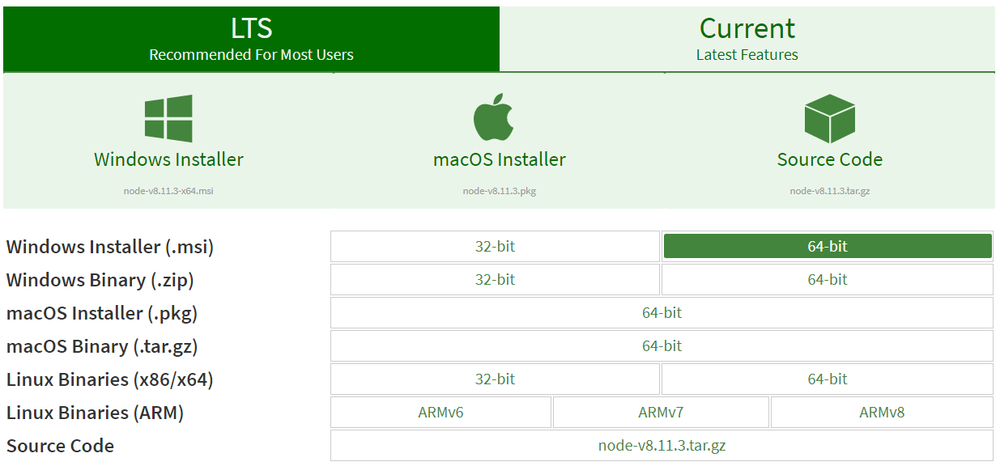 LTS
Recommended For Most Users
Current
Latest Features
Windows Installer
node-v8.11.3-x64.msi
macOS Installer
node-v8.11.3.pkg
Source Code
node-v8.11.3.tar.gz
Windows Installer (.msi) 32-bit 64-bit
Windows Binary (.zip) 32-bit 64-bit
macOS Installer (.pkg) 64-bit
macOS Binary (.tar.gz) 64-bit
Linux Binaries (x86/x64) 32-bit 64-bit
Linux Binaries (ARM) ARMv6 ARMv7 ARMv8
Source Code node-v8.11.3.tar.gz